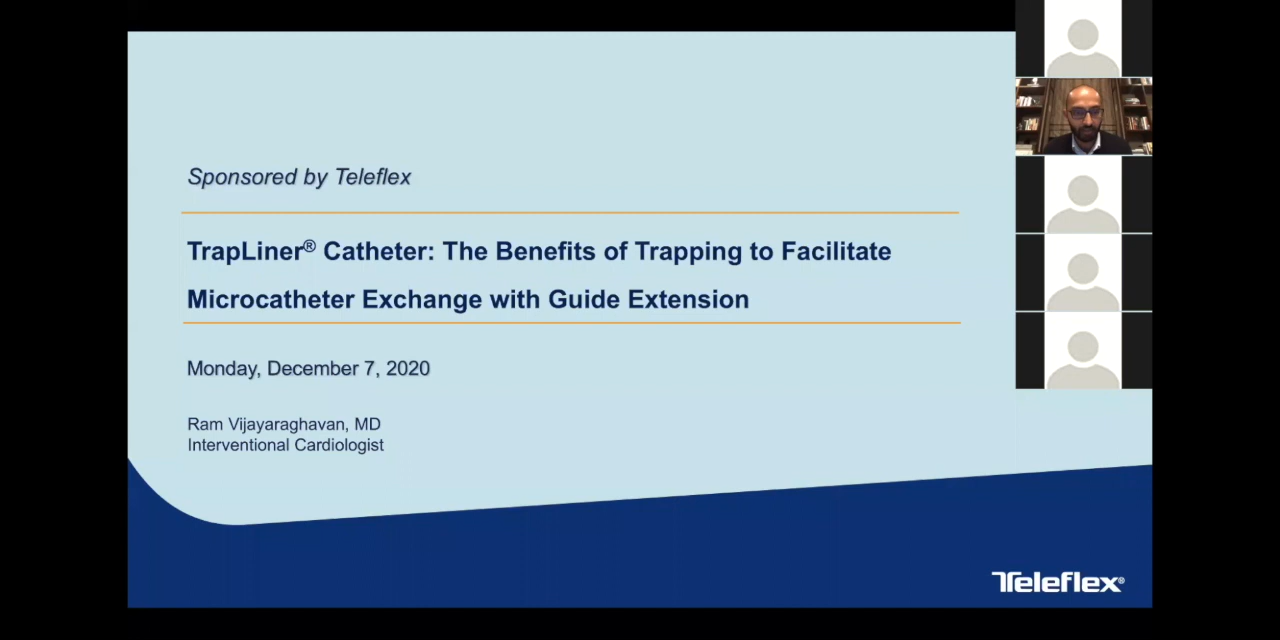 Sponsored by Teleflex
TrapLiner® Catheter: The Benefits of Trapping to Facilitate
Microcatheter Exchange with Guide Extension
Monday, December 7, 2020
Ram Vijayaraghavan, MD
Interventional Cardiologist
Teleflex®